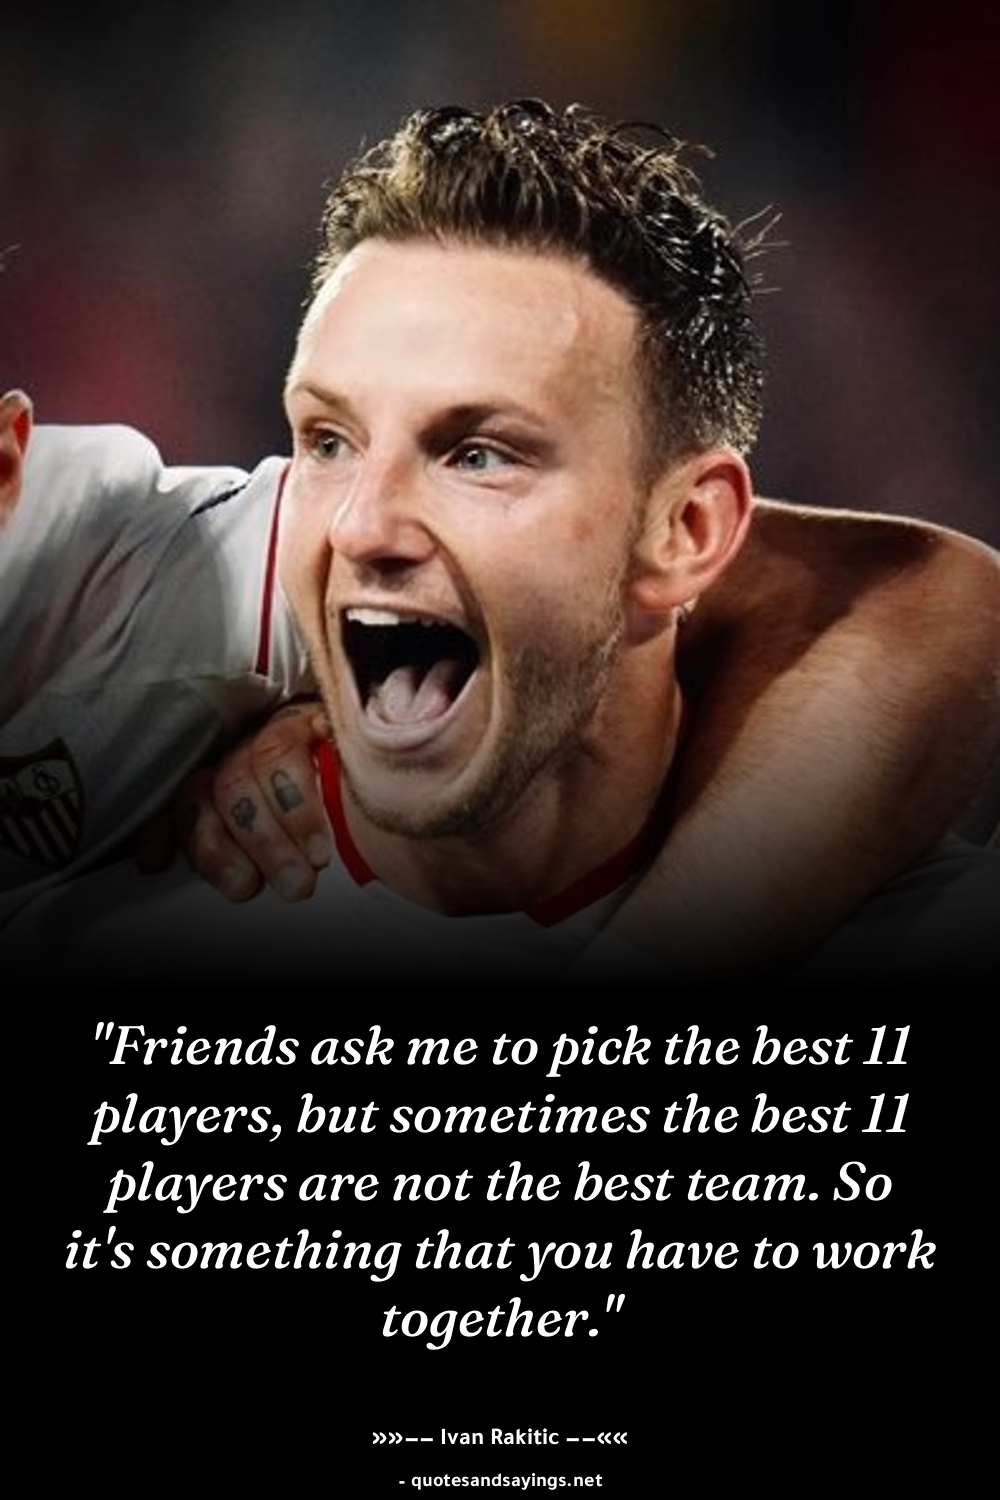 "Friends ask me to pick the best 11
players, but sometimes the best 11
players are not the best team. So
it's something that you have to work
together."
»»–– Ivan Rakitic ––««
- quotesandsayings.net